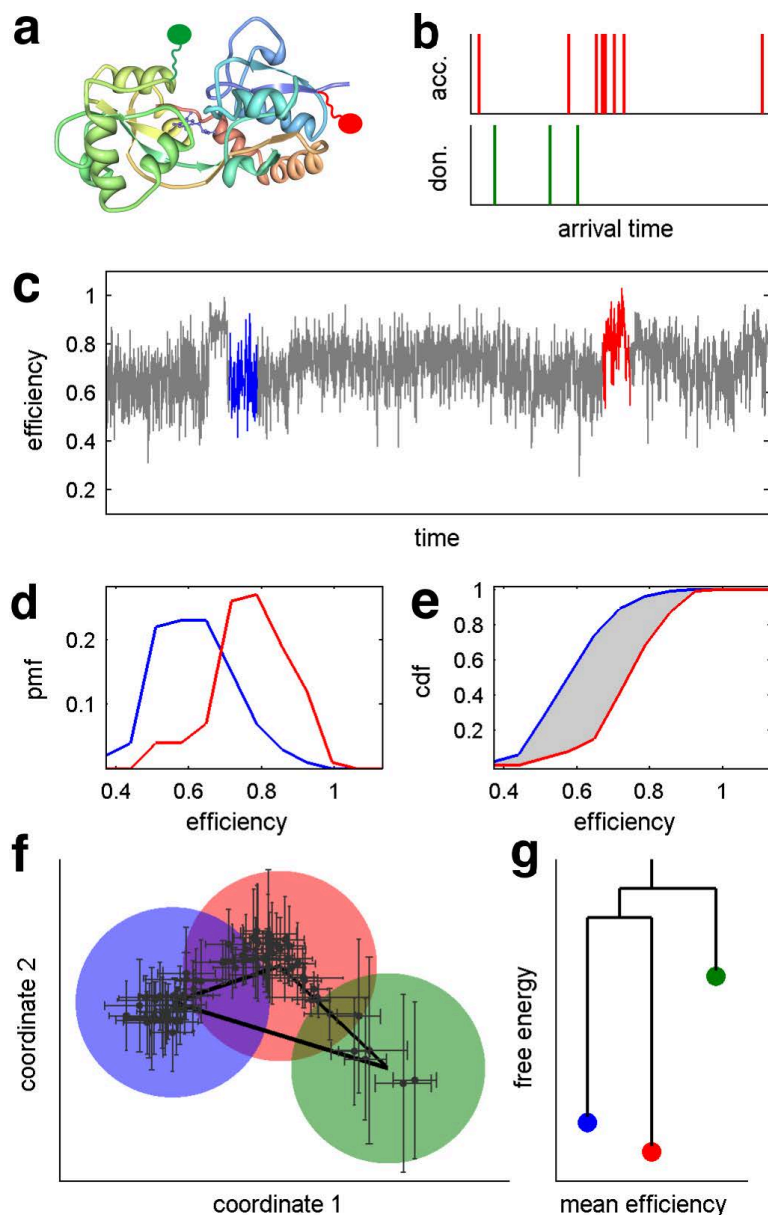 a
b
acc.
don.
arrival time
c
1
0.8
0.6
0.4
0.2
efficiency
time
d
0.2
0.1
pmf
0.4 0.6 0.8 1
efficiency
e
1
0.8
0.6
0.4
0.2
cdf
0.4 0.6 0.8 1
efficiency
f
coordinate 2
coordinate 1
g
free energy
mean efficiency